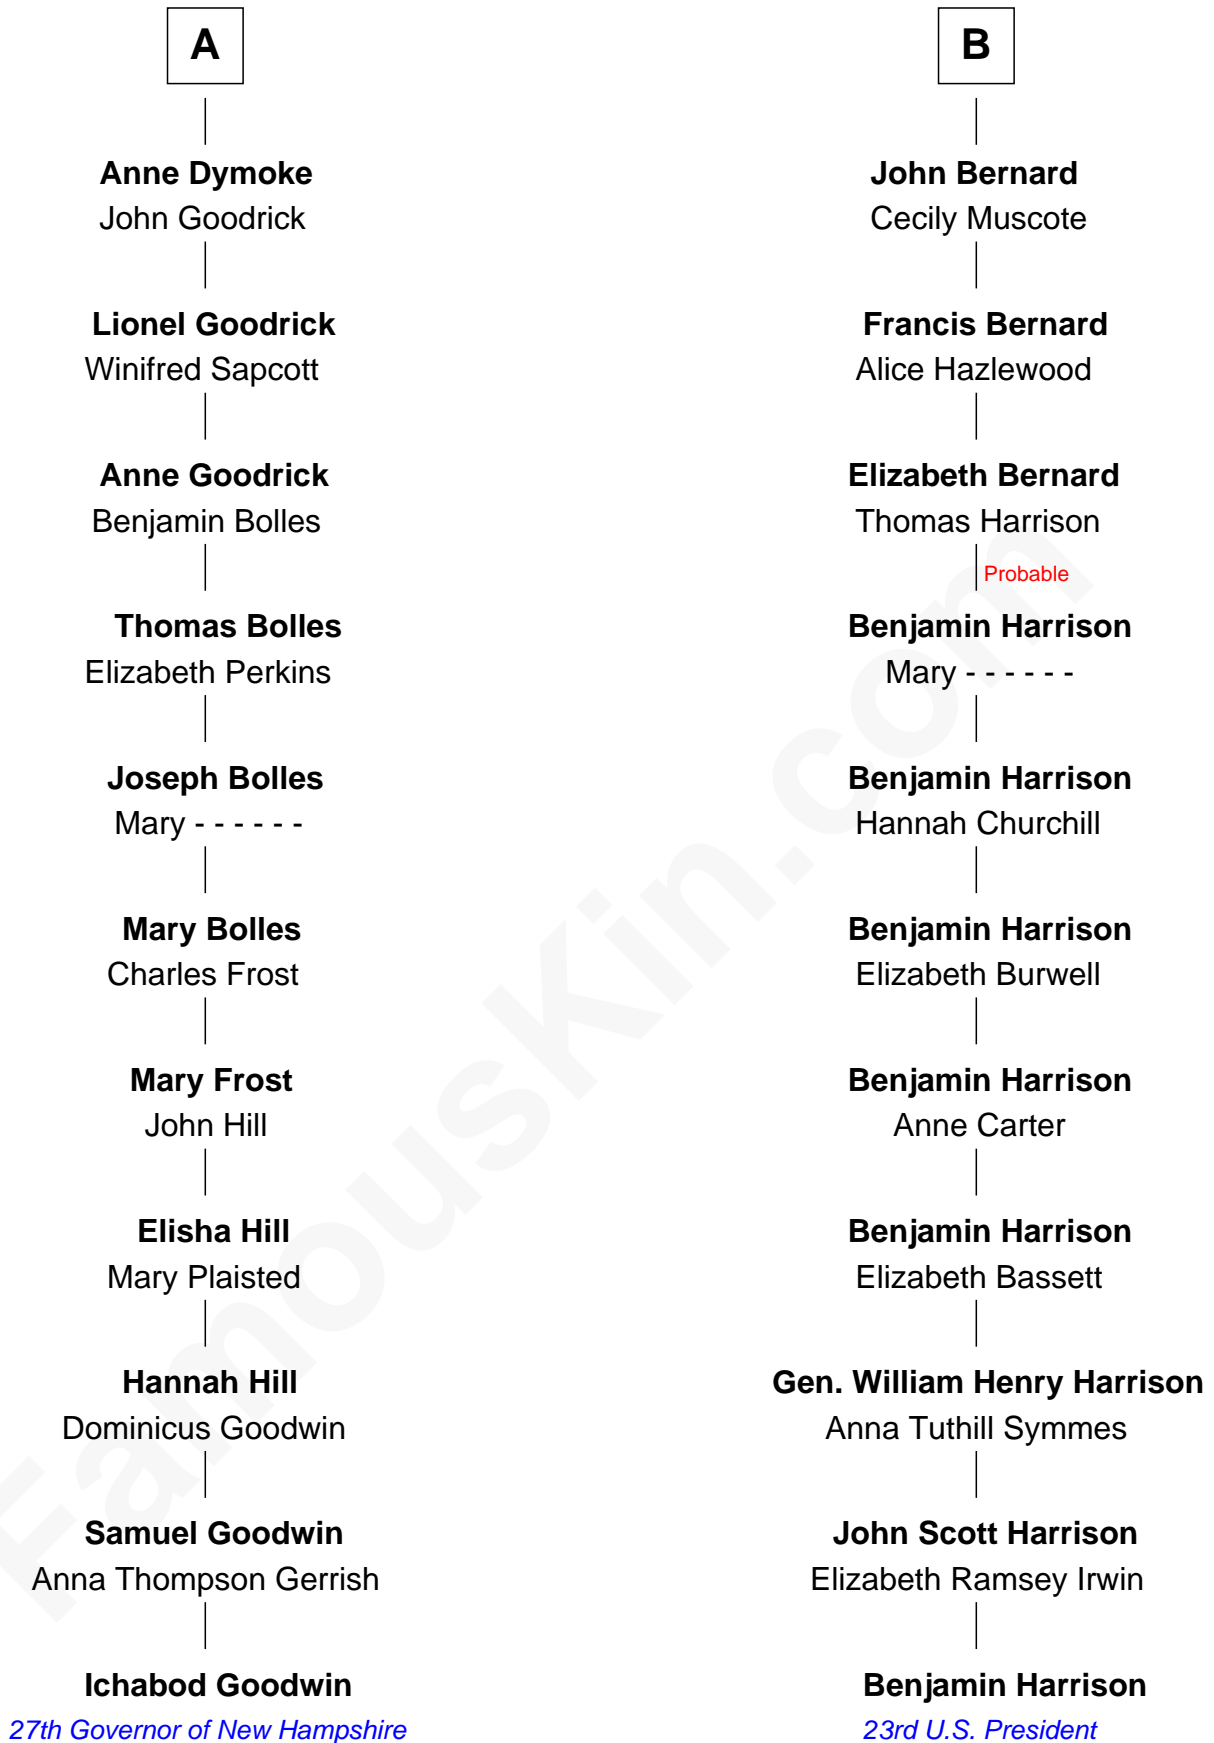 A
Anne Dymoke
John Goodrick
Lionel Goodrick
Winifred Sapcott
Anne Goodrick
Benjamin Bolles
Thomas Bolles
Elizabeth Perkins
Joseph Bolles
Mary - - - - - -
Mary Bolles
Charles Frost
Mary Frost
John Hill
Elisha Hill
Mary Plaisted
Hannah Hill
Dominicus Goodwin
Samuel Goodwin
Anna Thompson Gerrish
Ichabod Goodwin
27th Governor of New Hampshire
B
John Bernard
Cecily Muscote
Francis Bernard
Alice Hazlewood
Elizabeth Bernard
Thomas Harrison
Probable
Benjamin Harrison
Mary - - - - - -
Benjamin Harrison
Hannah Churchill
Benjamin Harrison
Elizabeth Burwell
Benjamin Harrison
Anne Carter
Benjamin Harrison
Elizabeth Bassett
Gen. William Henry Harrison
Anna Tuthill Symmes
John Scott Harrison
Elizabeth Ramsey Irwin
Benjamin Harrison
23rd U.S. President
FamousKin.com